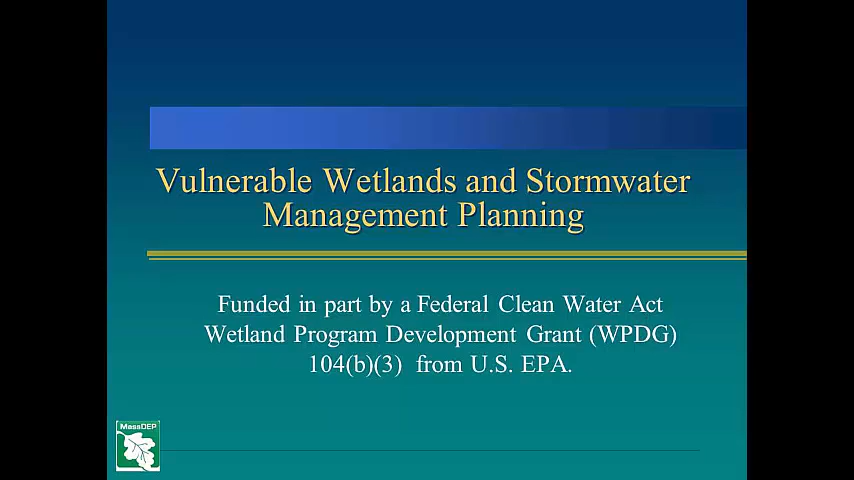 Vulnerable Wetlands and Stormwater
Management Planning
Funded in part by a Federal Clean Water Act
Wetland Program Development Grant (WPDG)
104(b)(3) from U.S. EPA.
MassDEP